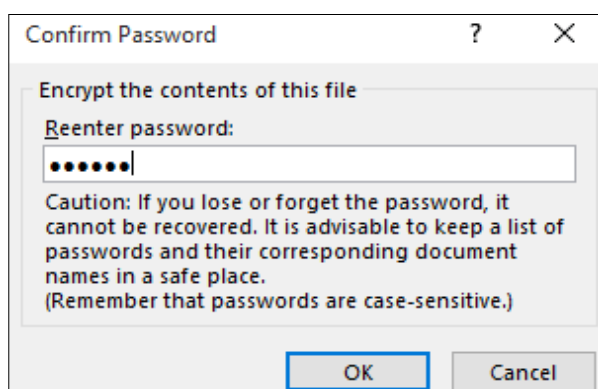 Confirm Password ? ×
Encrypt the contents of this file
Reenter password:
●●●●●●
Caution: If you lose or forget the password, it
cannot be recovered. It is advisable to keep a list of
passwords and their corresponding document
names in a safe place.
(Remember that passwords are case-sensitive.)
OK Cancel